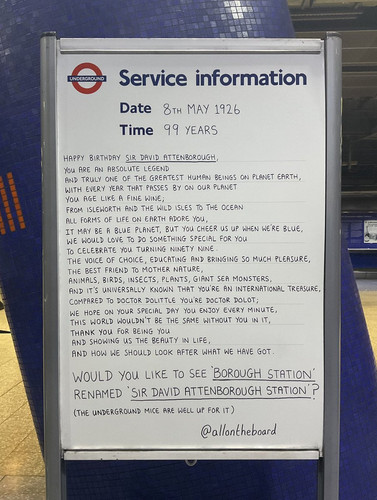 UNDERGROUND
Service information
Date 8TH MAY 1926
Time 99 YEARS
HAPPY BIRTHDAY SIR DAVID ATTENBOROUGH,
YOU ARE AN ABSOLUTE LEGEND
AND TRULY ONE OF THE GREATEST HUMAN BEINGS ON PLANET EARTH,
WITH EVERY YEAR THAT PASSES BY ON OUR PLANET
YOU AGE LIKE A FINE WINE,
FROM ISLEWORTH AND THE WILD ISLES TO THE OCEAN
ALL FORMS OF LIFE ON EARTH ADORE YOU,
IT MAY BE A BLUE PLANET, BUT YOU CHEER US UP WHEN WE'RE BLUE,
WE WOULD LOVE TO DO SOMETHING SPECIAL FOR YOU
TO CELEBRATE YOU TURNING NINETY NINE.
THE VOICE OF CHOICE, EDUCATING AND BRINGING SO MUCH PLEASURE,
THE BEST FRIEND TO MOTHER NATURE,
ANIMALS, BIRDS, INSECTS, PLANTS, GIANT SEA MONSTERS,
AND IT'S UNIVERSALLY KNOWN THAT YOU'RE AN INTERNATIONAL TREASURE,
COMPARED TO DOCTOR DOLITTLE YOU'RE DOCTOR DOLOT;
WE HOPE ON YOUR SPECIAL DAY YOU ENJOY EVERY MINUTE,
THIS WORLD WOULDN'T BE THE SAME WITHOUT YOU IN IT,
THANK YOU FOR BEING YOU
AND SHOWING US THE BEAUTY IN LIFE,
AND HOW WE SHOULD LOOK AFTER WHAT WE HAVE GOT.
WOULD YOU LIKE TO SEE 'BOROUGH STATION'
RENAMED 'SIR DAVID ATTENBOROUGH STATION'?
(THE UNDERGROUND MICE ARE WELL UP FOR IT)
@allontheboard